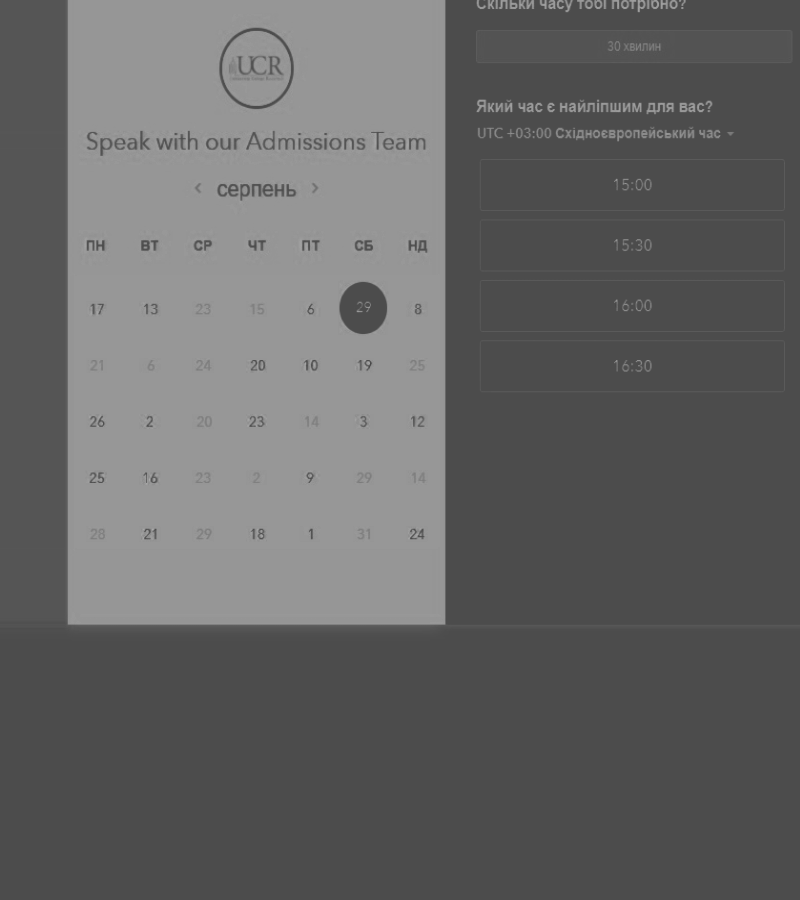 UCR
Speak with our Admissions Team
< серпень >
ПН ВТ СР ЧТ ПТ СБ НД
17 13 23 15 6 29 8
21 6 24 20 10 19 25
26 2 20 23 14 3 12
25 16 23 2 9 29 14
28 21 29 18 1 31 24
Скільки часу тобі потрібно?
30 хвилин
Який час є найліпшим для вас?
UTC +03:00 Східноєвропейський час
15:00
15:30
16:00
16:30